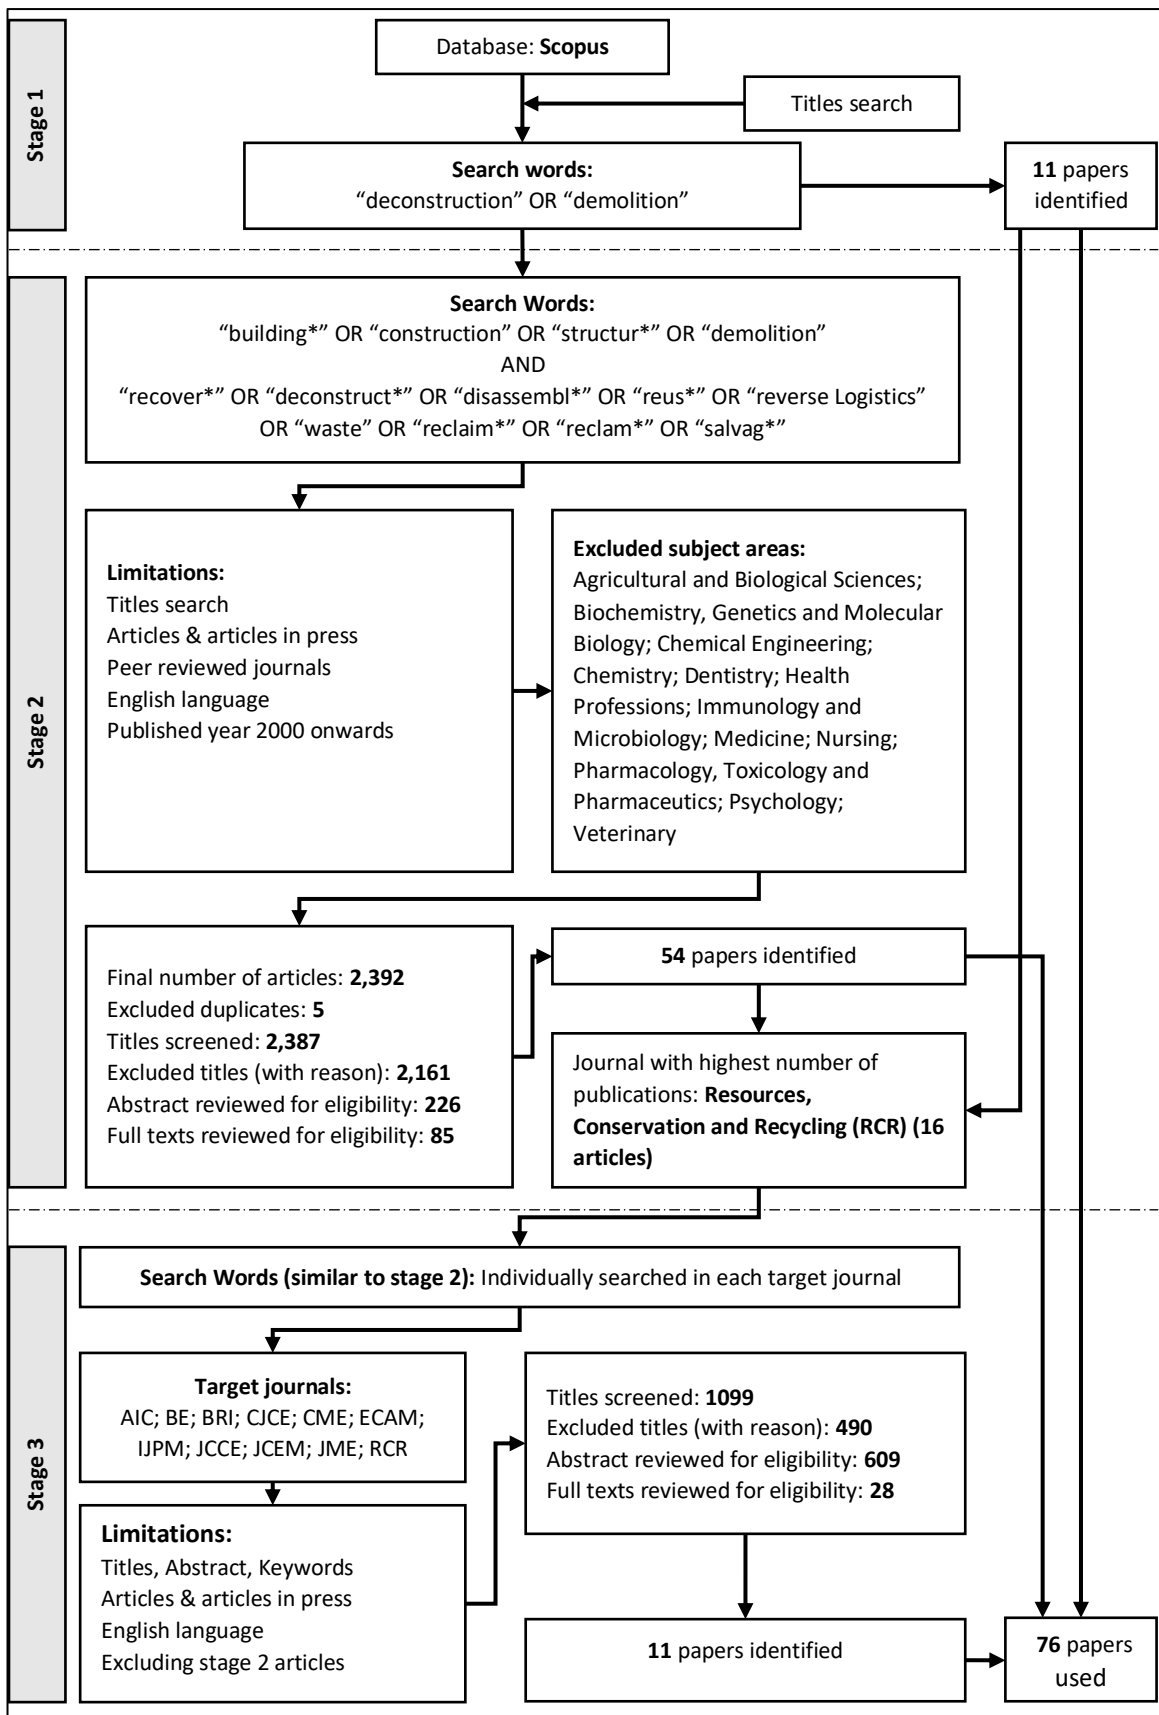 Stage 1
Database: Scopus
Titles search
Search words:
“deconstruction” OR “demolition”
11 papers
identified
Stage 2
Search Words:
“building*” OR “construction” OR “structur*” OR “demolition”
AND
“recover*” OR “deconstruct*” OR “disassembl*” OR “reus*” OR “reverse Logistics”
OR “waste” OR “reclaim*” OR “reclam*” OR “salvag*”
Limitations:
Titles search
Articles & articles in press
Peer reviewed journals
English language
Published year 2000 onwards
Excluded subject areas:
Agricultural and Biological Sciences;
Biochemistry, Genetics and Molecular
Biology; Chemical Engineering;
Chemistry; Dentistry; Health
Professions; Immunology and
Microbiology; Medicine; Nursing;
Pharmacology, Toxicology and
Pharmaceutics; Psychology;
Veterinary
Final number of articles: 2,392
Excluded duplicates: 5
Titles screened: 2,387
Excluded titles (with reason): 2,161
Abstract reviewed for eligibility: 226
Full texts reviewed for eligibility: 85
54 papers identified
Journal with highest number of
publications: Resources,
Conservation and Recycling (RCR) (16
articles)
Stage 3
Search Words (similar to stage 2): Individually searched in each target journal
Target journals:
AIC; BE; BRI; CJCE; CME; ECAM;
IJPM; JCCE; JCEM; JME; RCR
Limitations:
Titles, Abstract, Keywords
Articles & articles in press
English language
Excluding stage 2 articles
Titles screened: 1099
Excluded titles (with reason): 490
Abstract reviewed for eligibility: 609
Full texts reviewed for eligibility: 28
11 papers identified
76 papers
used